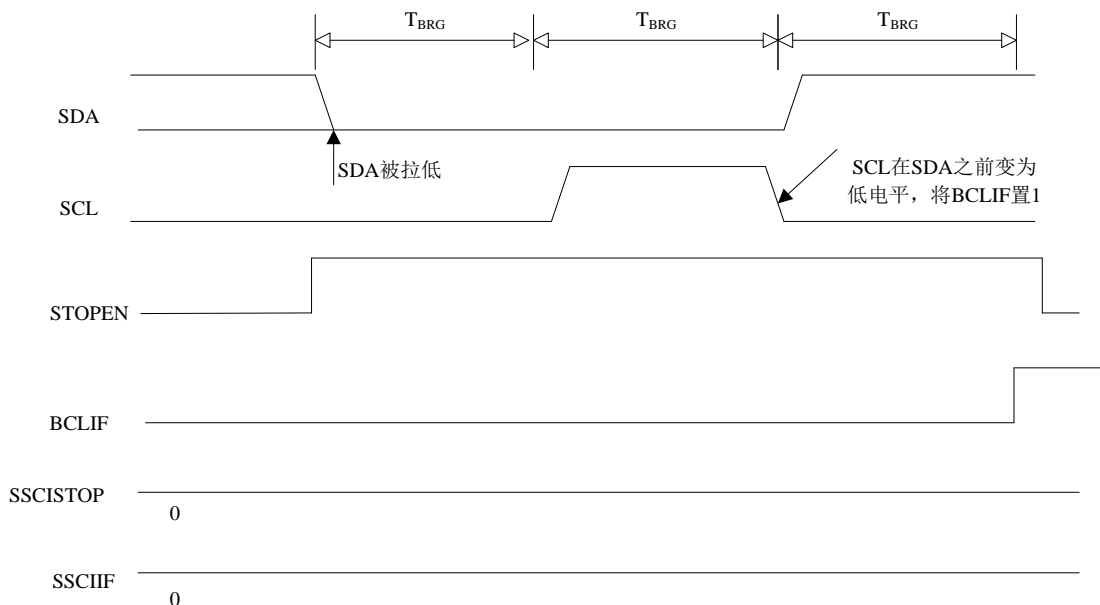 TBRG TBRG TBRG
SDA
SDA被拉低
SCL在SDA之前变为
低电平，将BCLIF置1
SCL
STOPEN
BCLIF
SSCISTOP
0
SSCIIF
0